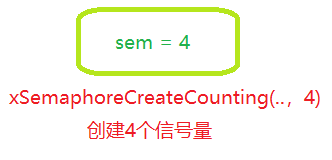 sem = 4
xSemaphoreCreateCounting(..，4)
创建4个信号量